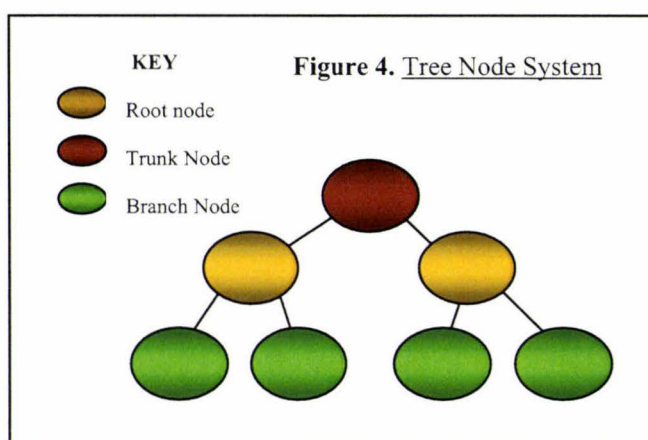 KEY
Figure 4. Tree Node System
Root node
Trunk Node
Branch Node